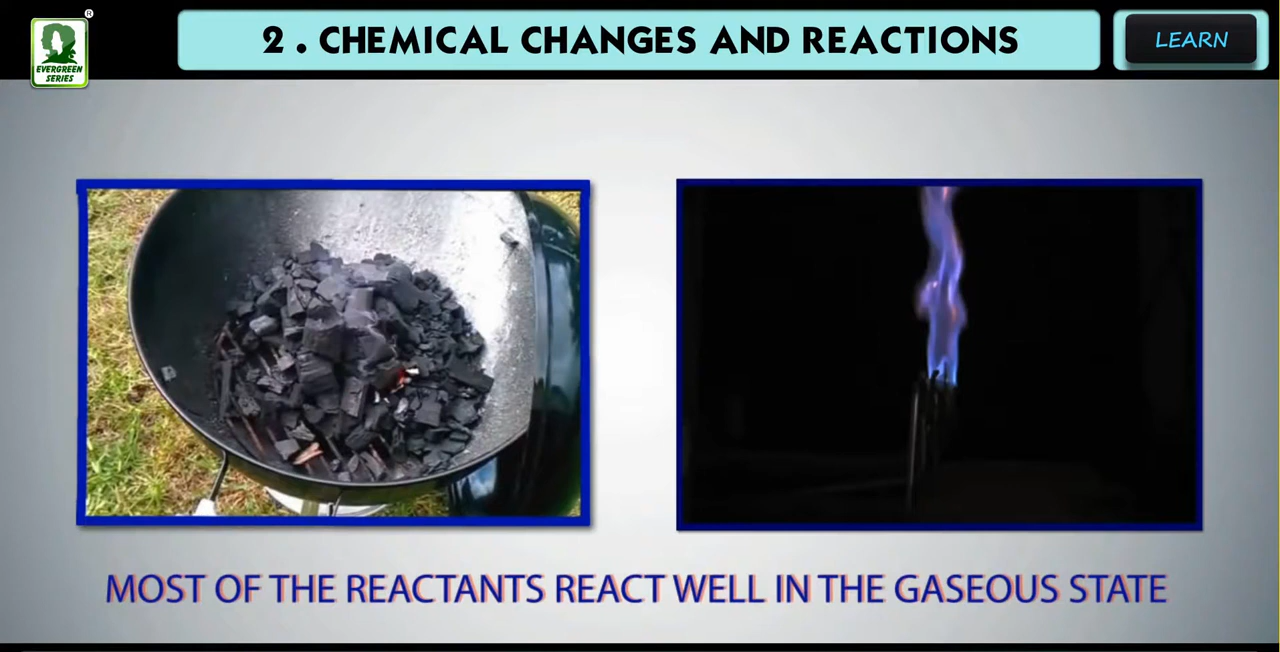 ®
EVERGREEN
SERIES
2 . CHEMICAL CHANGES AND REACTIONS
LEARN
MOST OF THE REACTANTS REACT WELL IN THE GASEOUS STATE